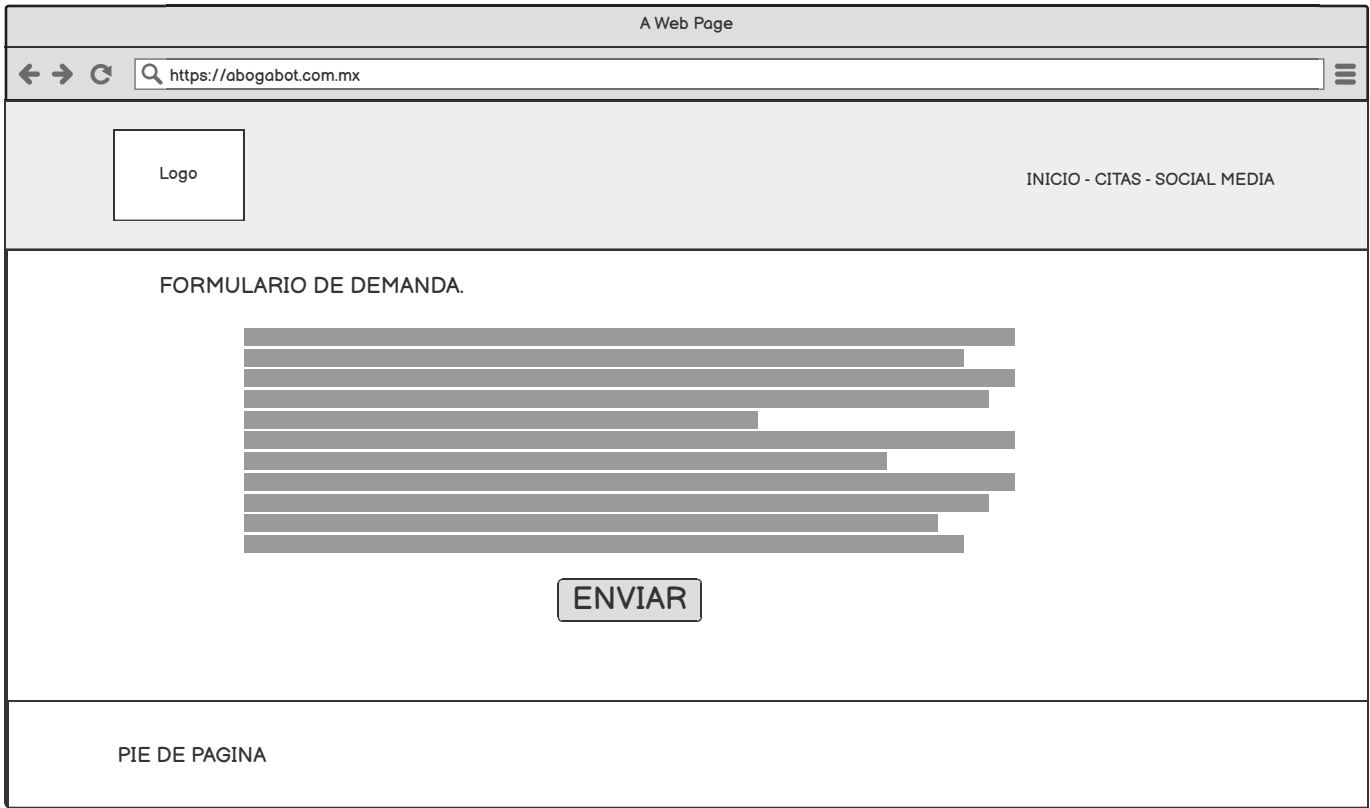 A Web Page
https://abogabot.com.mx
Logo
INICIO - CITAS - SOCIAL MEDIA
FORMULARIO DE DEMANDA.
ENVIAR
PIE DE PAGINA